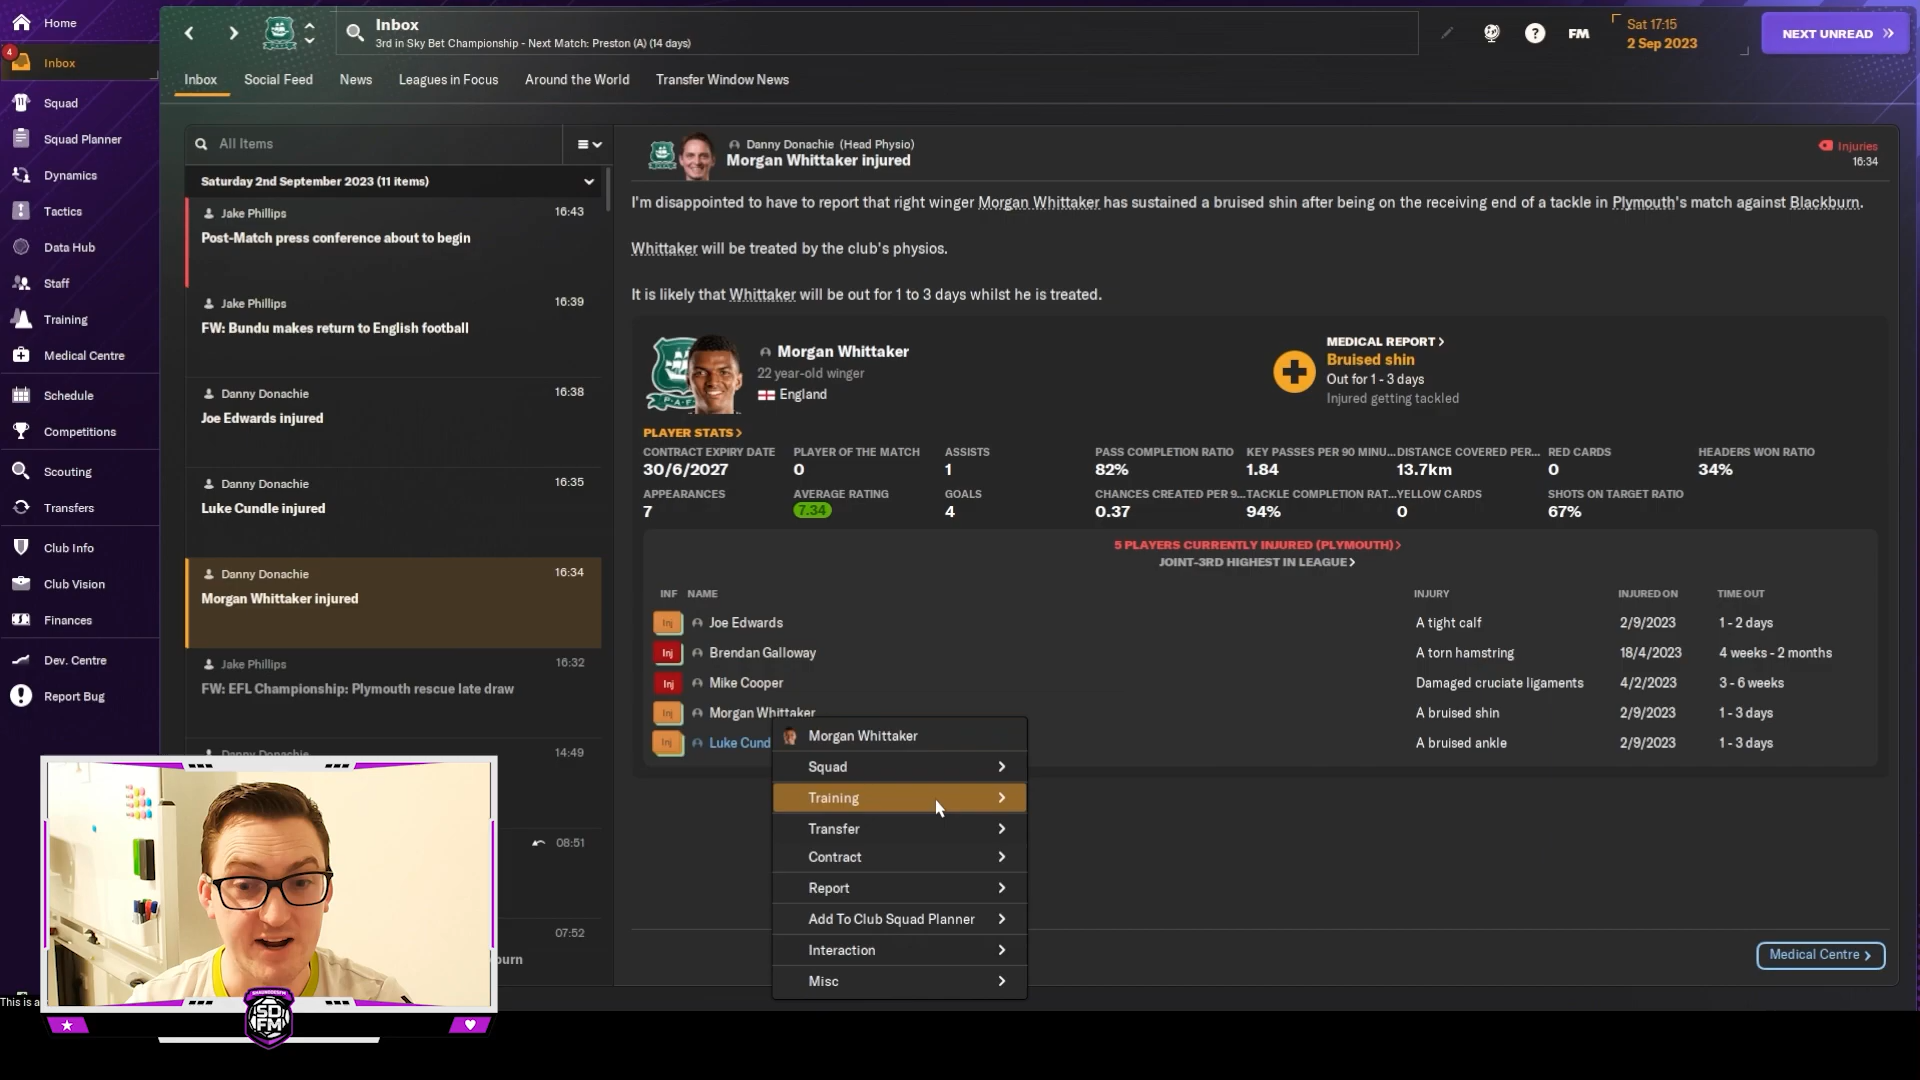 Home
4
Inbox
Squad
Squad Planner
Dynamics
Tactics
Data Hub
Staff
Training
Medical Centre
Schedule
Competitions
Scouting
Transfers
Club Info
Club Vision
Finances
Dev. Centre
Report Bug
Inbox
3rd in Sky Bet Championship - Next Match: Preston (A) (14 days)
?
FM
Sat 17:15
2 Sep 2023
NEXT UNREAD
Inbox Social Feed News Leagues in Focus Around the World Transfer Window News
All Items
Saturday 2nd September 2023 (11 items)
Jake Phillips 16:43
Post-Match press conference about to begin
Jake Phillips 16:39
FW: Bundu makes return to English football
Danny Donachie 16:38
Joe Edwards injured
Danny Donachie 16:35
Luke Cundle injured
Danny Donachie 16:34
Morgan Whittaker injured
Jake Phillips 16:32
FW: EFL Championship: Plymouth rescue late draw
Danny Donachie 14:49
08:51
07:52
burn
Danny Donachie (Head Physio)
Morgan Whittaker injured
Injuries
16:34
I'm disappointed to have to report that right winger Morgan Whittaker has sustained a bruised shin after being on the receiving end of a tackle in Plymouth's match against Blackburn.
Whittaker will be treated by the club's physios.
It is likely that Whittaker will be out for 1 to 3 days whilst he is treated.
Morgan Whittaker
22 year-old winger
England
MEDICAL REPORT >
Bruised shin
Out for 1 - 3 days
Injured getting tackled
PLAYER STATS >
CONTRACT EXPIRY DATE PLAYER OF THE MATCH ASSISTS PASS COMPLETION RATIO KEY PASSES PER 90 MINU... DISTANCE COVERED PER... RED CARDS HEADERS WON RATIO
30/6/2027 0 1 82% 1.84 13.7km 0 34%
APPEARANCES AVERAGE RATING GOALS CHANCES CREATED PER 9... TACKLE COMPLETION RAT... YELLOW CARDS SHOTS ON TARGET RATIO
7 7.34 4 0.37 94% 0 67%
5 PLAYERS CURRENTLY INJURED (PLYMOUTH) >
JOINT-3RD HIGHEST IN LEAGUE >
INF NAME INJURY INJURED ON TIME OUT
Inj Joe Edwards A tight calf 2/9/2023 1 - 2 days
Inj Brendan Galloway A torn hamstring 18/4/2023 4 weeks - 2 months
Inj Mike Cooper Damaged cruciate ligaments 4/2/2023 3 - 6 weeks
Inj Morgan Whittaker A bruised shin 2/9/2023 1 - 3 days
Inj Luke Cund A bruised ankle 2/9/2023 1 - 3 days
Morgan Whittaker
Squad
Training
Transfer
Contract
Report
Add To Club Squad Planner
Interaction
Misc
Medical Centre >
This is a
SDFM